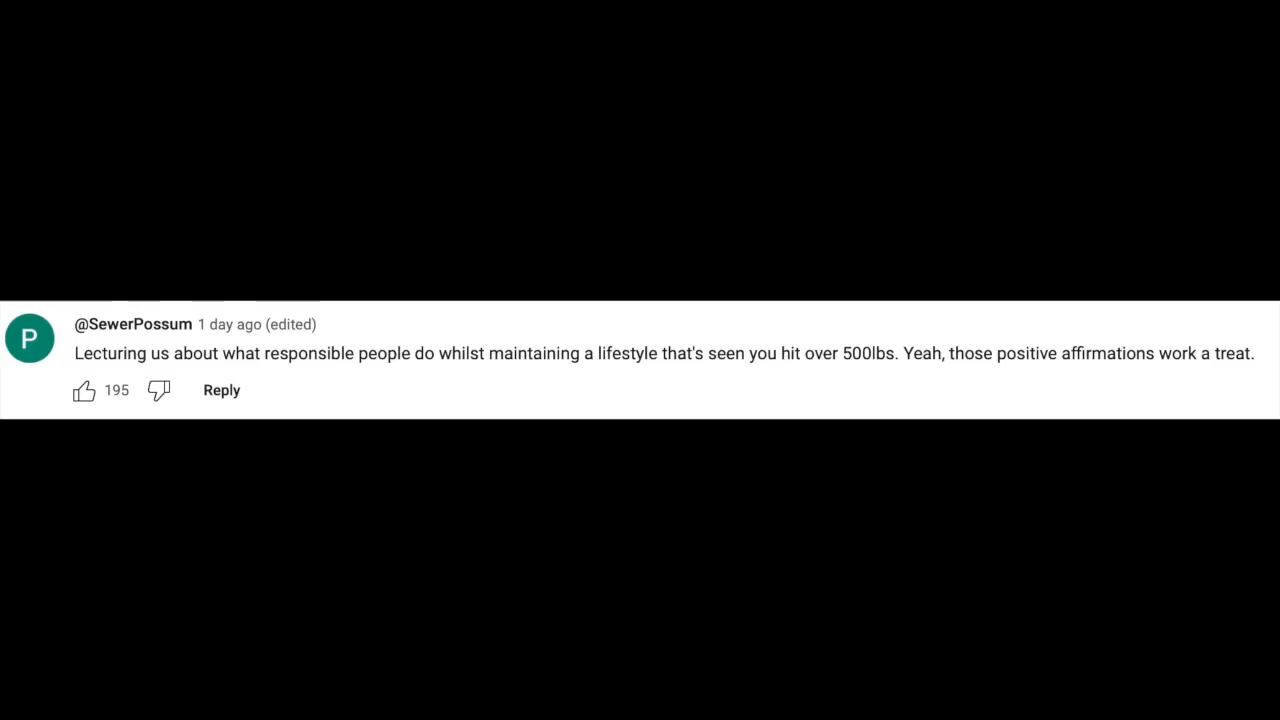 P
@SewerPossum 1 day ago (edited)
Lecturing us about what responsible people do whilst maintaining a lifestyle that's seen you hit over 500lbs. Yeah, those positive affirmations work a treat.
195 Reply